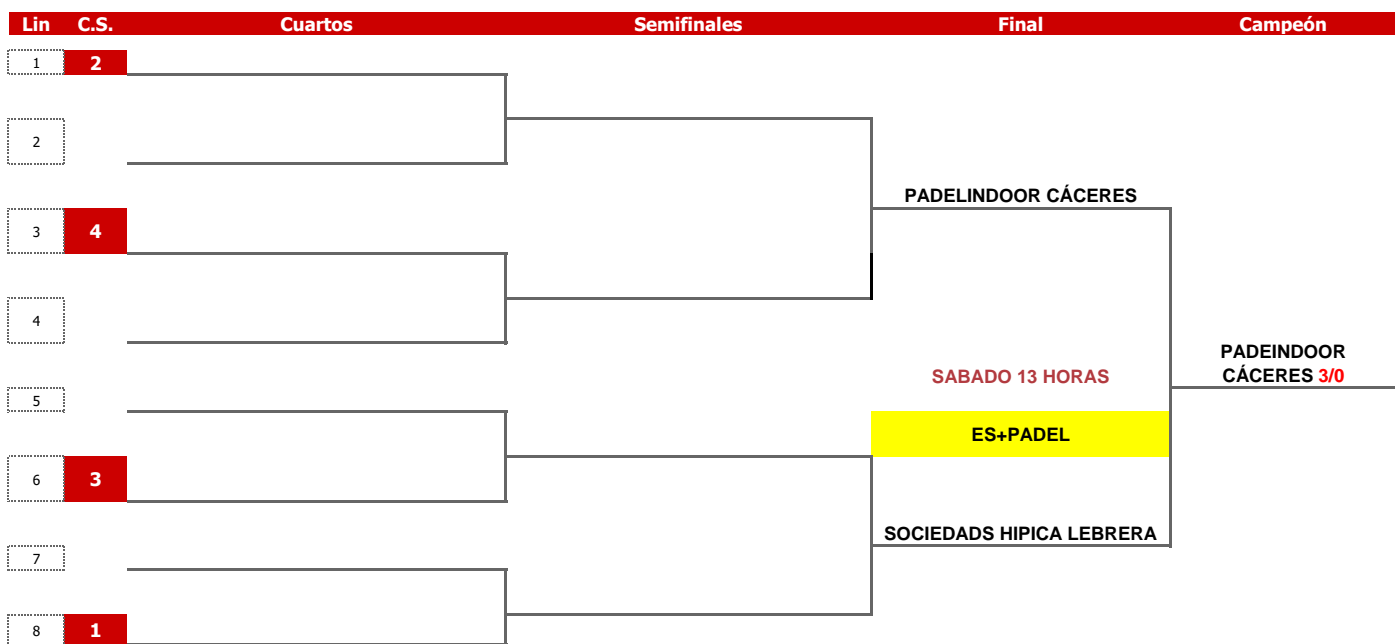 Lin C.S. Cuartos Semifinales Final Campeón
1 2
2
PADELINDOOR CÁCERES
3 4
4
PADEINDOOR
SABADO 13 HORAS CÁCERES 3/0
5
ES+PADEL
6 3
SOCIEDADS HIPICA LEBRERA
7
8 1